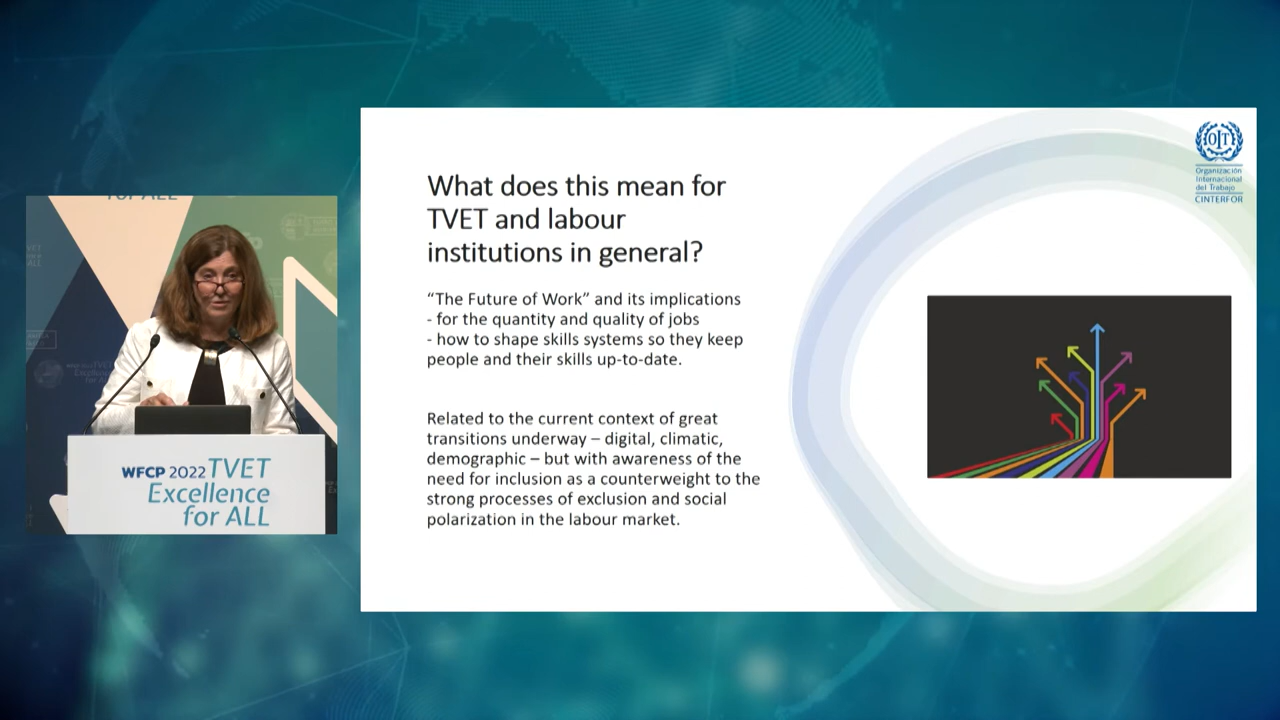 for ALL
WFCP 2022 TVET
Excellence
for ALL
What does this mean for
TVET and labour
institutions in general?
“The Future of Work” and its implications
- for the quantity and quality of jobs
- how to shape skills systems so they keep
people and their skills up-to-date.
Related to the current context of great
transitions underway – digital, climatic,
demographic – but with awareness of the
need for inclusion as a counterweight to the
strong processes of exclusion and social
polarization in the labour market.
OIT
Organización
Internacional
del Trabajo
CINTERFOR